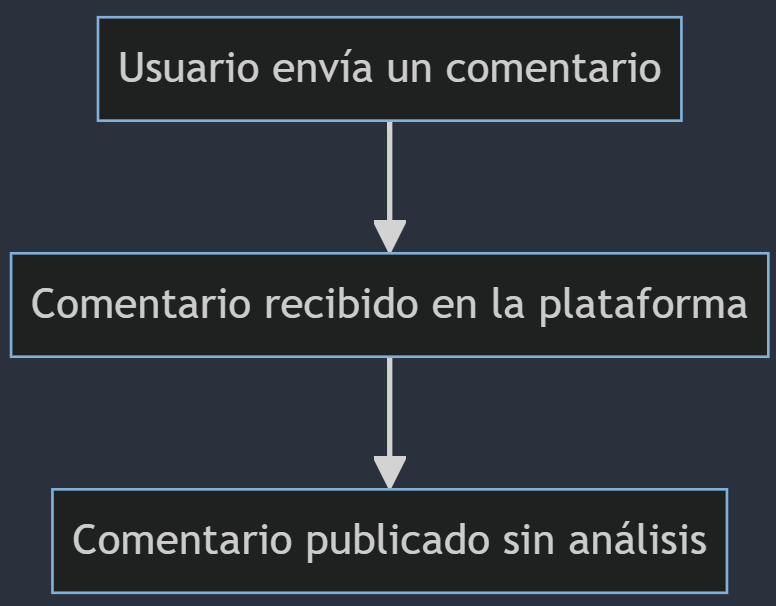 Usuario envía un comentario
Comentario recibido en la plataforma
Comentario publicado sin análisis